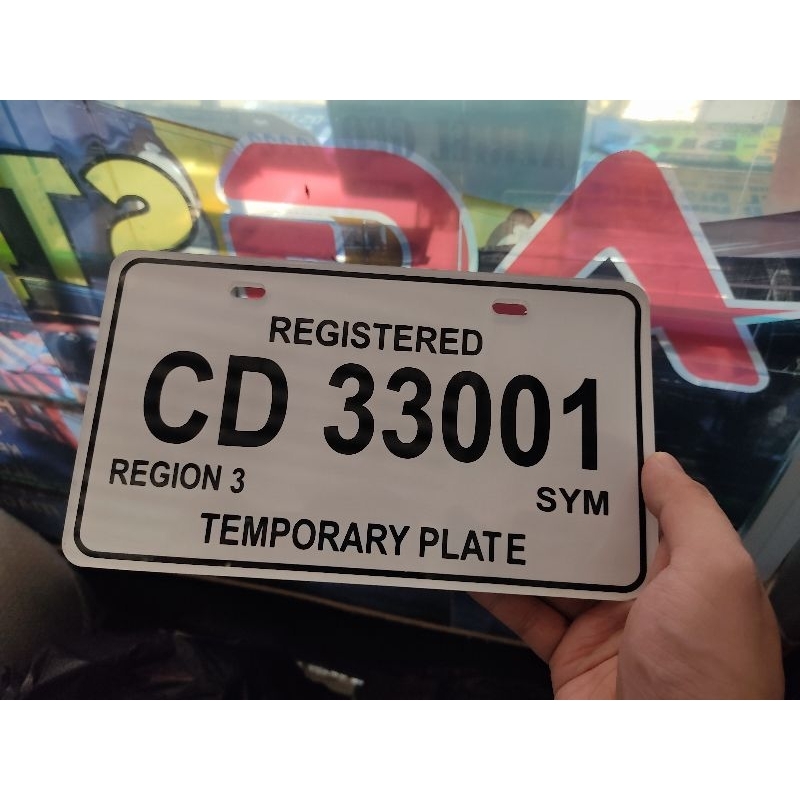 REGISTERED
CD 33001
REGION 3
SYM
TEMPORARY PLATE